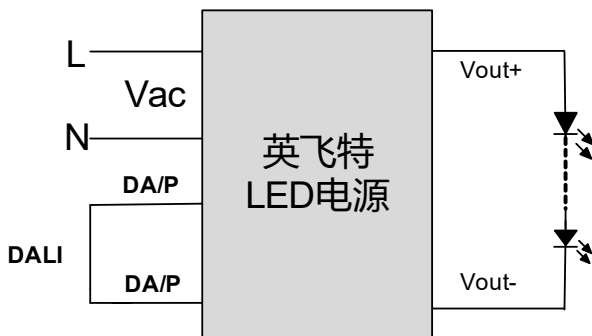 L
Vac
N
DA/P
DALI
DA/P
英飞特
LED电源
Vout+
Vout-